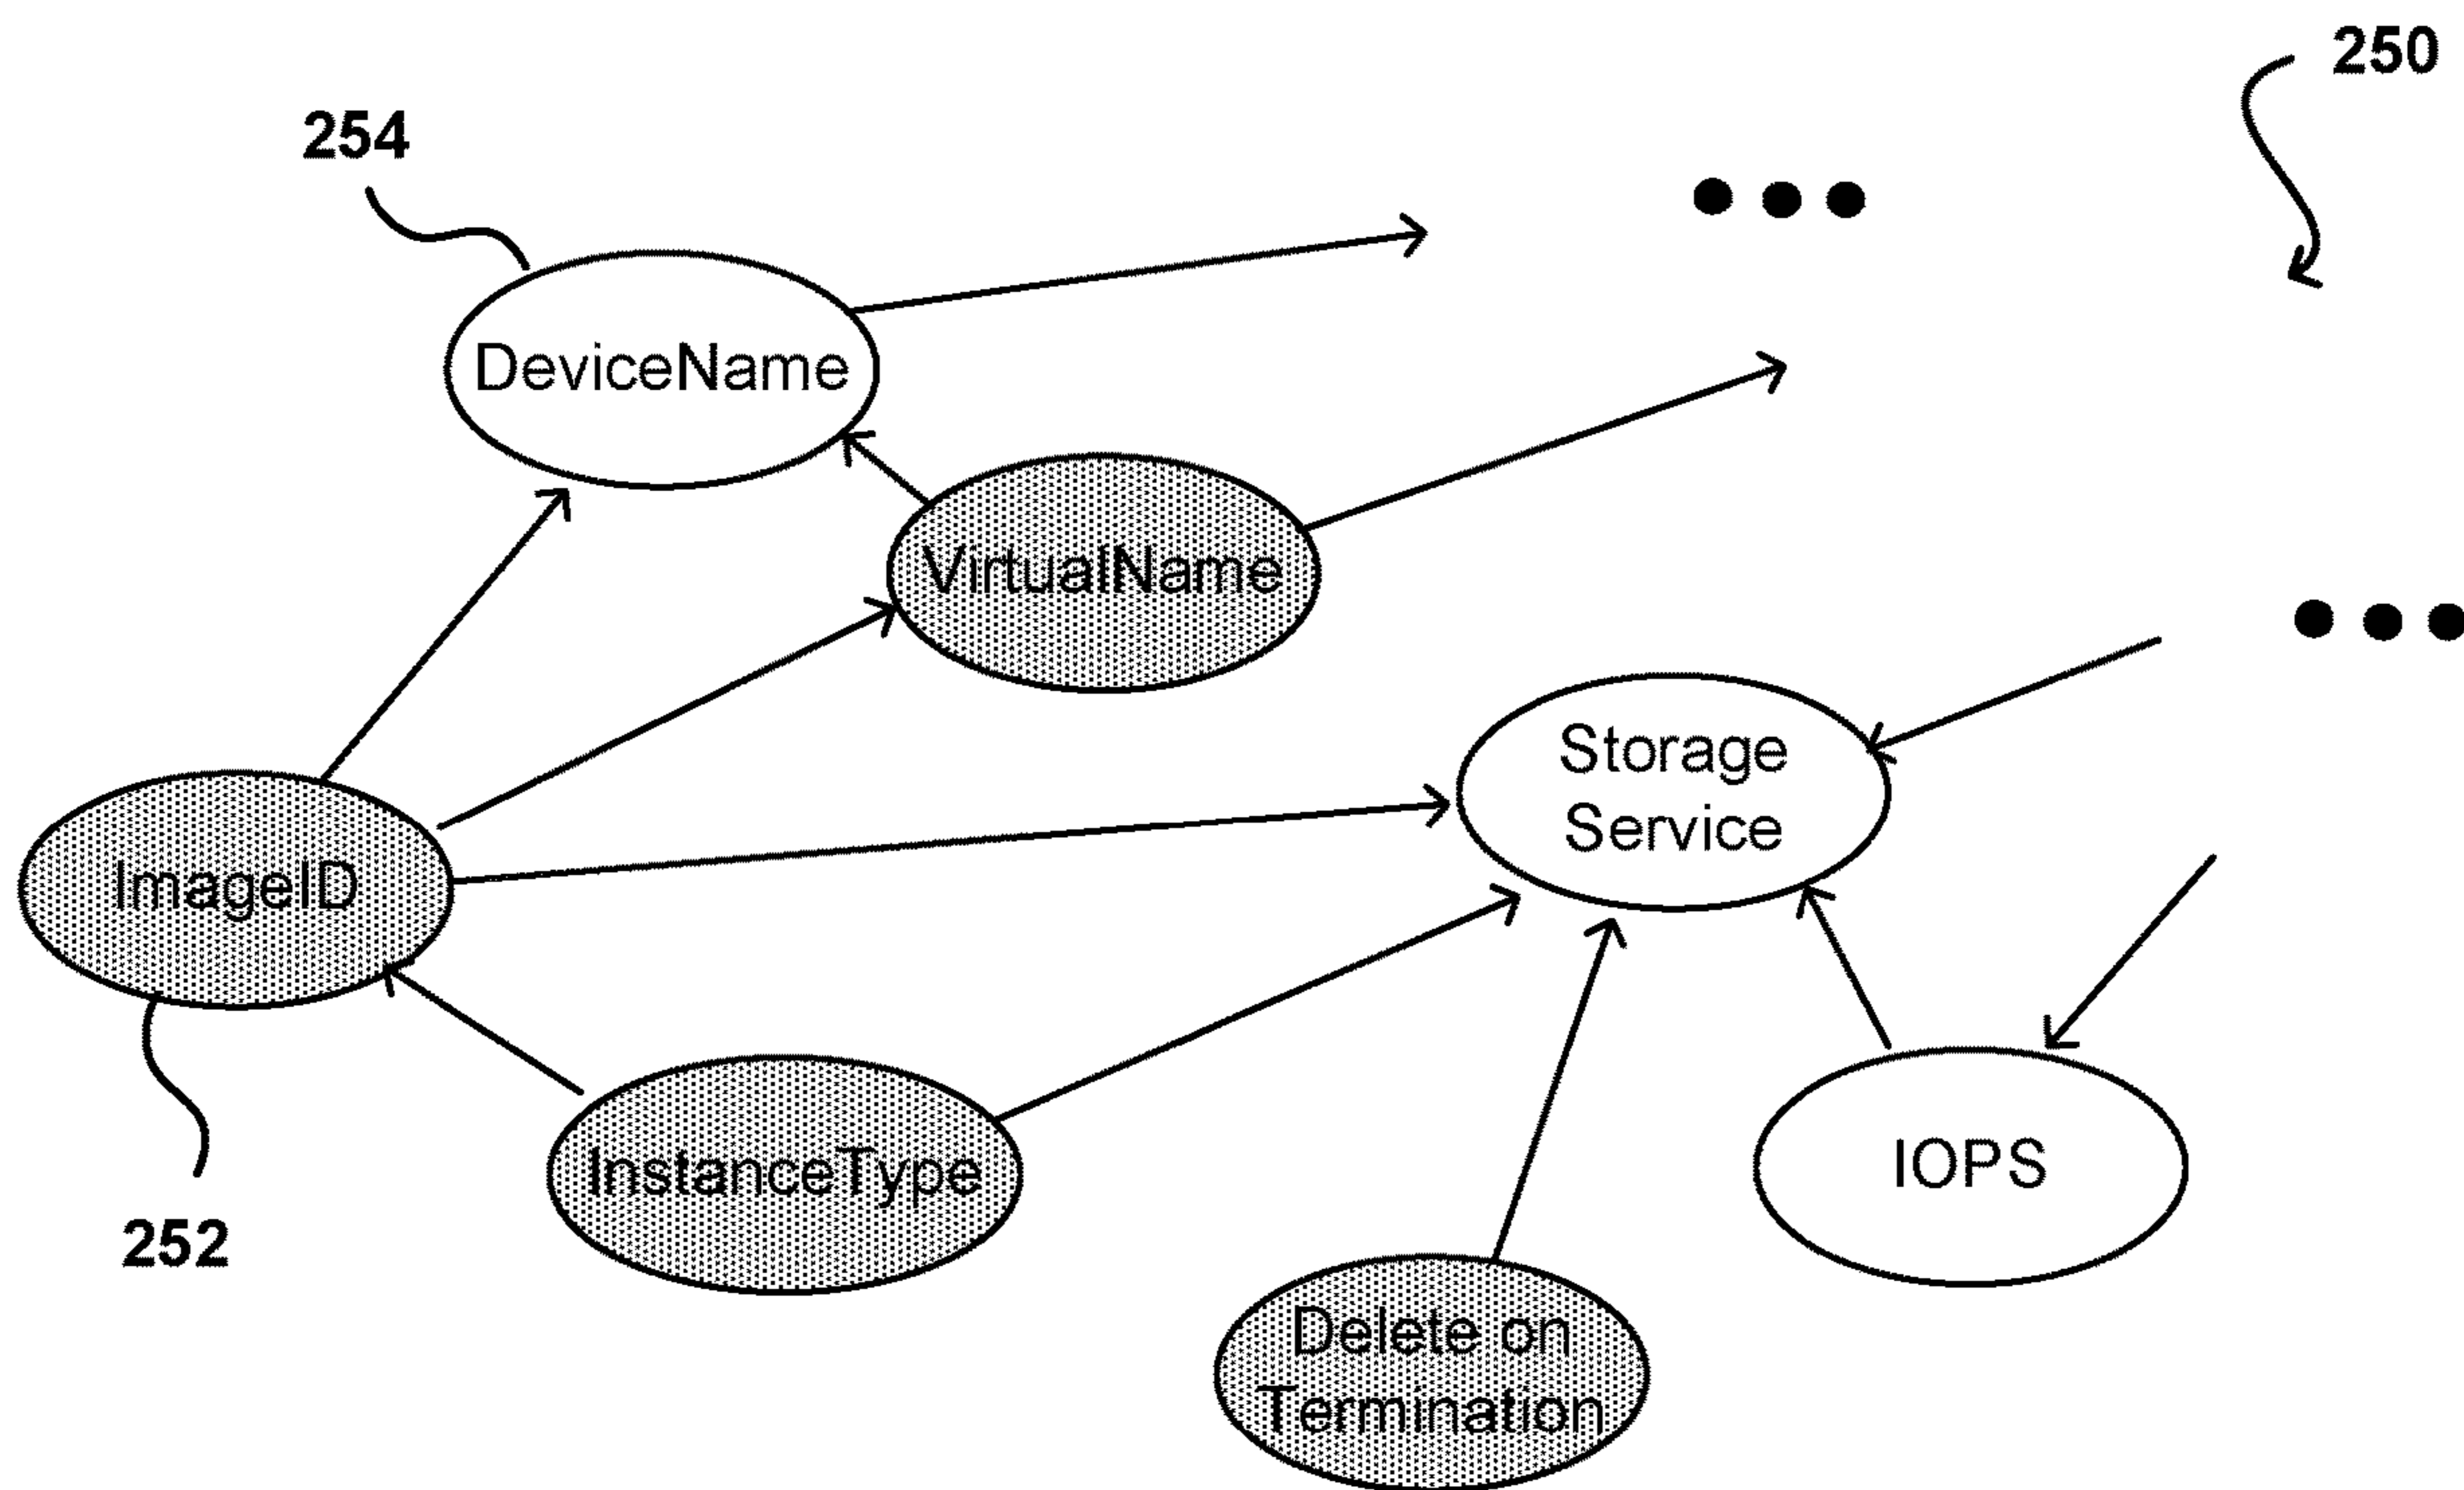 250
254
DeviceName
VirtualName
Storage
Service
ImageID
InstanceType
IOPS
252
Delete on
Termination